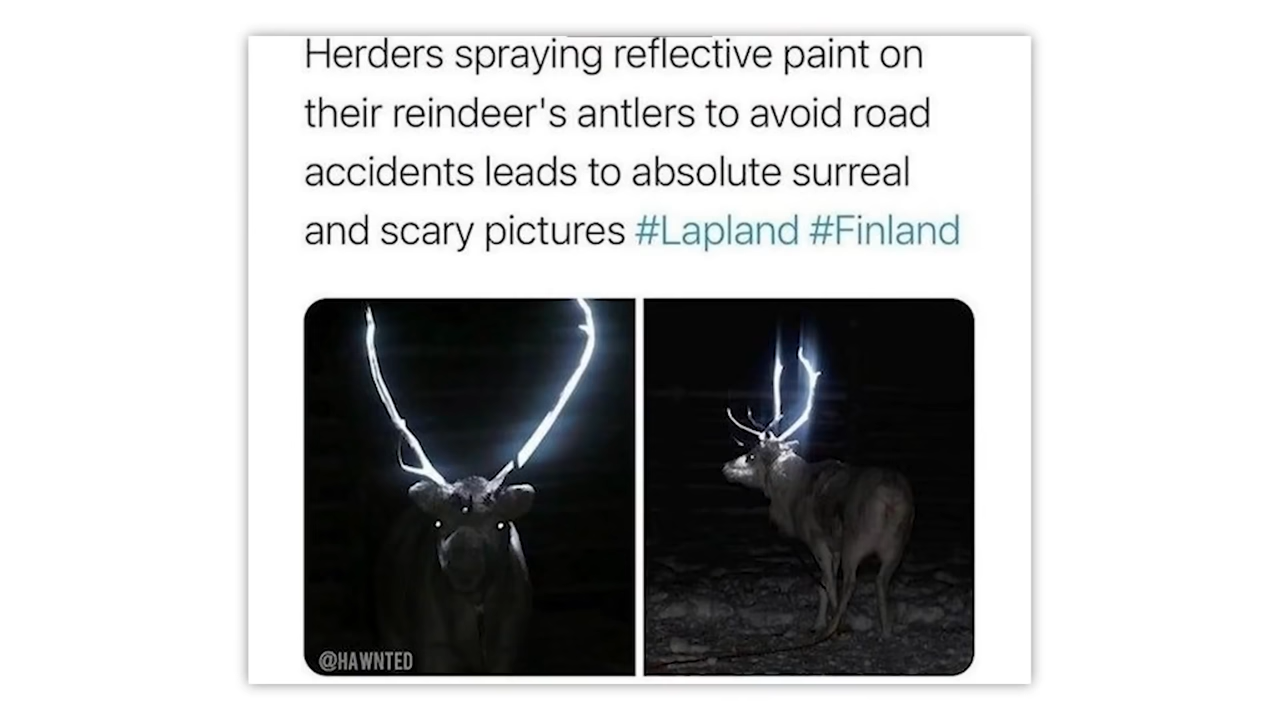 Herders spraying reflective paint on
their reindeer's antlers to avoid road
accidents leads to absolute surreal
and scary pictures #Lapland #Finland
@HAWNTED